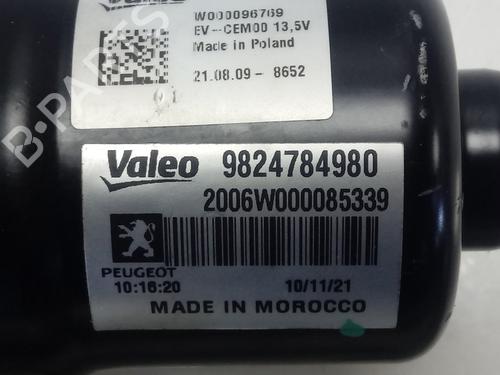 W000096769
EV-CEM00 13,5V
Made in Poland
21.08.09 - 8652
01
Valeo 9824784980
2006W000085339
PEUGEOT
10:16:20 10/11/21
MADE IN MOROCCO
B-PARTS